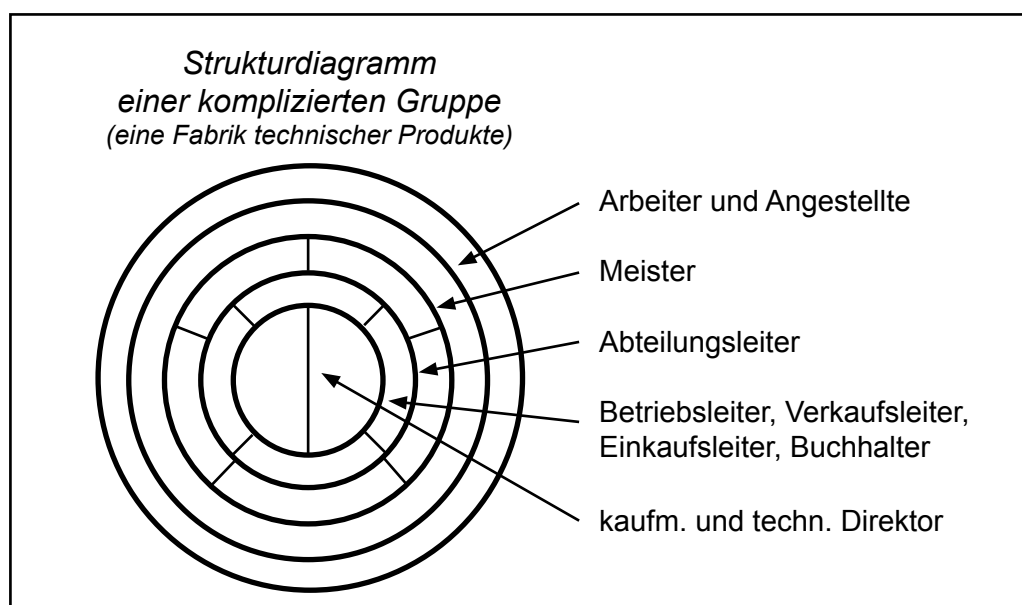 Strukturdiagramm
einer komplizierten Gruppe
(eine Fabrik technischer Produkte)
Arbeiter und Angestellte
Meister
Abteilungsleiter
Betriebsleiter, Verkaufsleiter,
Einkaufsleiter, Buchhalter
kaufm. und techn. Direktor